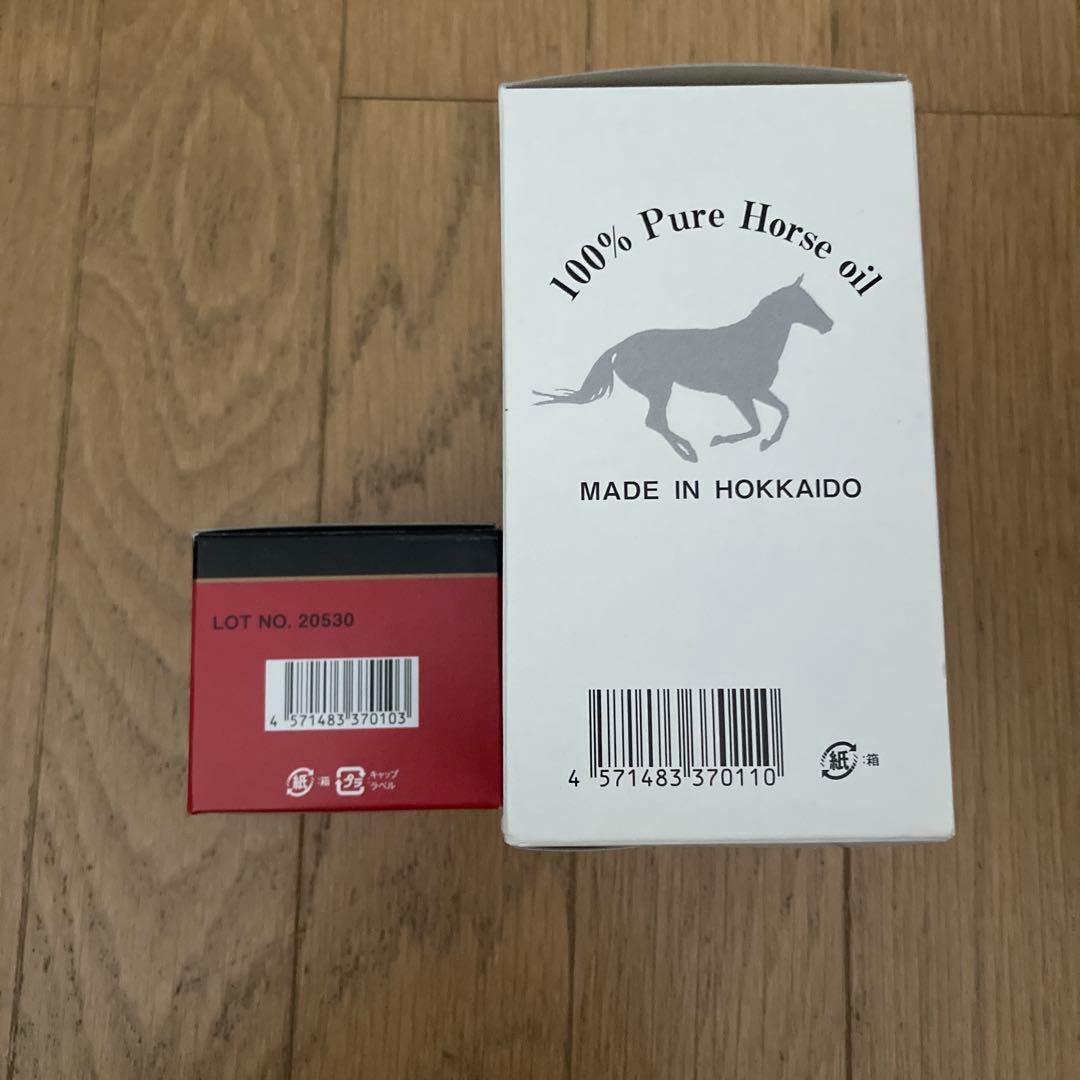 100% Pure Horse oil
MADE IN HOKKAIDO
4 571483 370110
紙 :箱
LOT NO. 20530
4 571483 370103
紙 :箱 プラ :キャップ
ラベル